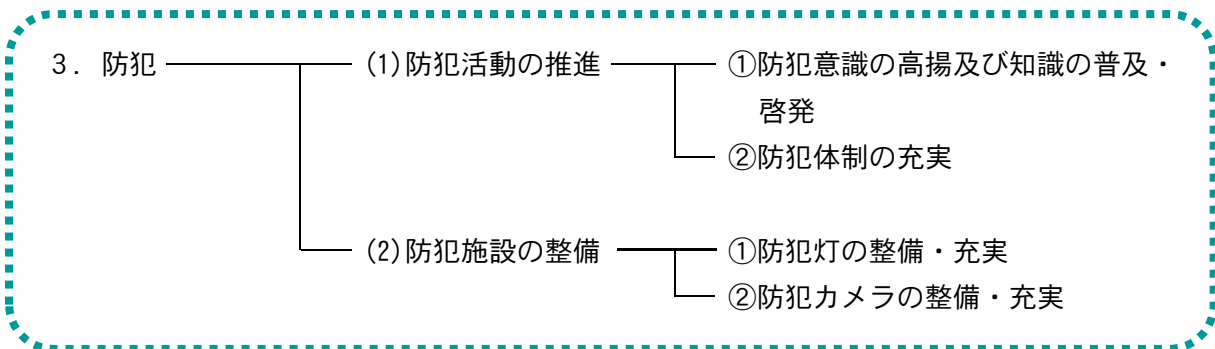 3．防犯 (1)防犯活動の推進 ①防犯意識の高揚及び知識の普及・
啓発
②防犯体制の充実
(2)防犯施設の整備 ①防犯灯の整備・充実
②防犯カメラの整備・充実